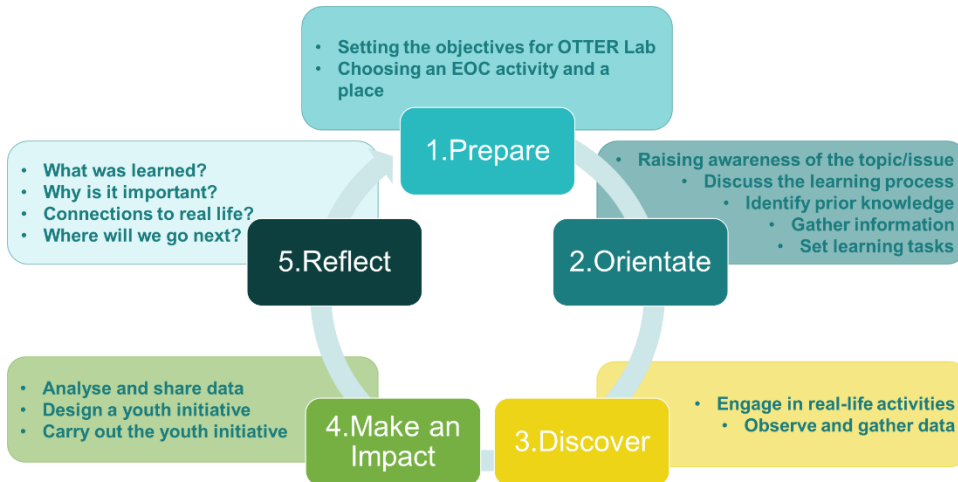 • Setting the objectives for OTTER Lab
• Choosing an EOC activity and a
place
1.Prepare
• Raising awareness of the topic/issue
• Discuss the learning process
• Identify prior knowledge
• Gather information
• Set learning tasks
2.Orientate
• Engage in real-life activities
• Observe and gather data
3.Discover
• Analyse and share data
• Design a youth initiative
• Carry out the youth initiative
4.Make an
Impact
• What was learned?
• Why is it important?
• Connections to real life?
• Where will we go next?
5.Reflect